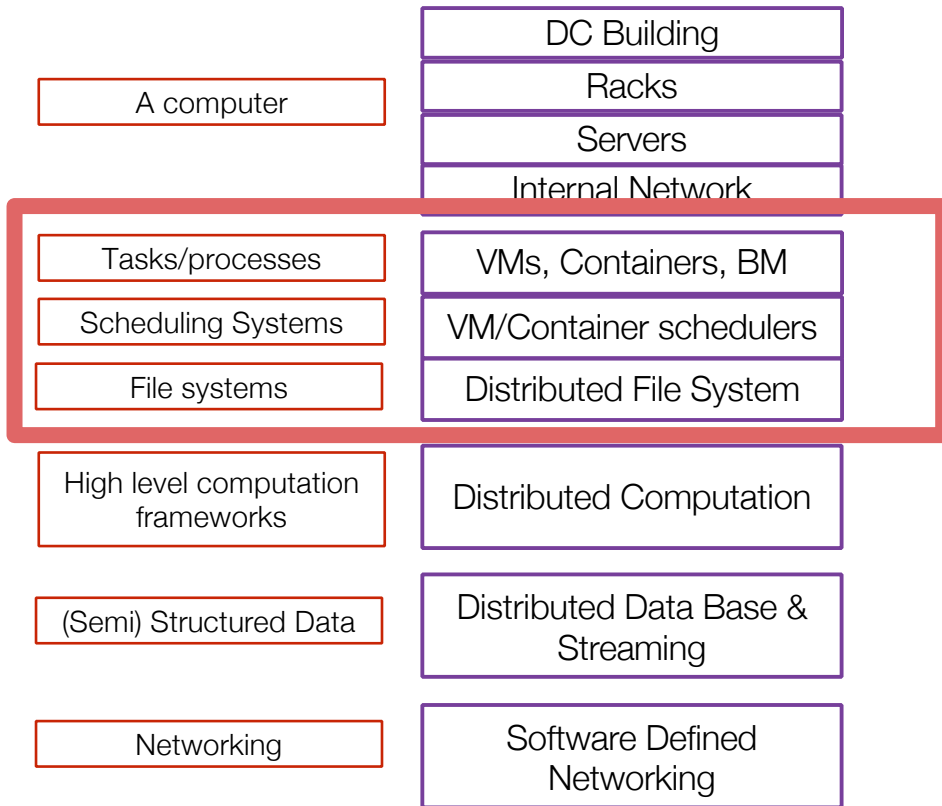 DC Building
A computer
Racks
Servers
Internal Network
Tasks/processes
VMs, Containers, BM
Scheduling Systems
VM/Container schedulers
File systems
Distributed File System
High level computation
frameworks
Distributed Computation
(Semi) Structured Data
Distributed Data Base &
Streaming
Networking
Software Defined
Networking